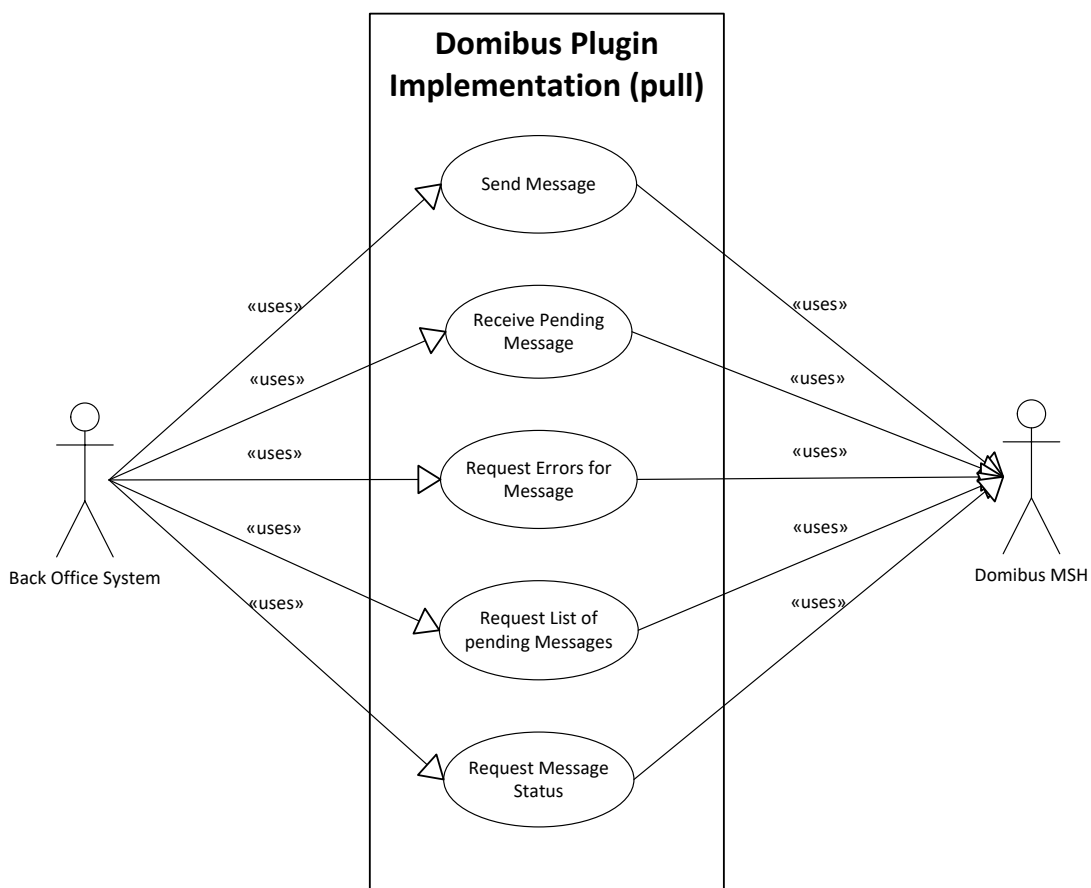 Domibus Plugin
Implementation (pull)
Send Message
«uses»
«uses»
Receive Pending
Message
«uses»
«uses»
«uses»
«uses»
Request Errors for
Message
«uses»
«uses»
Request List of
pending Messages
«uses»
«uses»
Request Message
Status
Back Office System
Domibus MSH